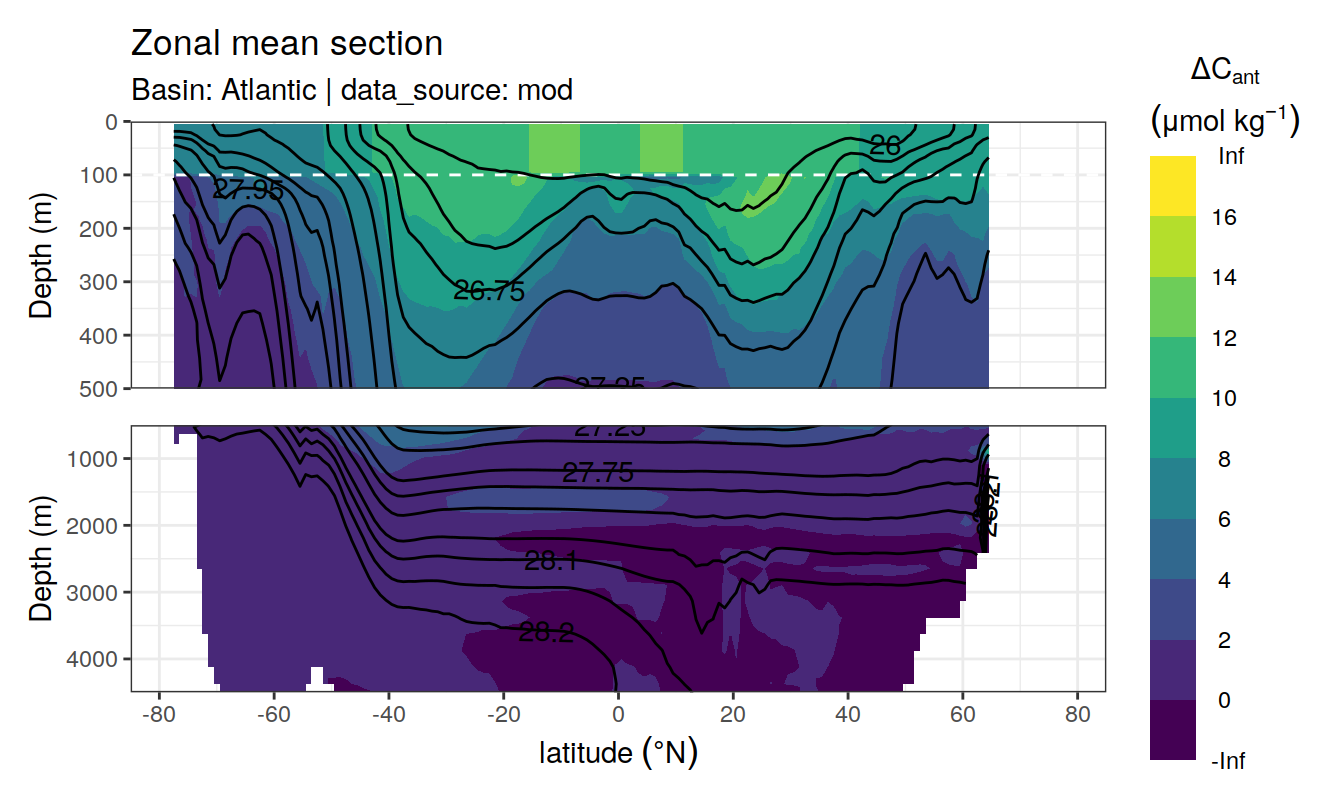 Zonal mean section
Basin: Atlantic | data_source: mod
ΔCant
(μmol kg⁻¹)
Inf
16
14
12
10
8
6
4
2
0
-Inf
Depth (m)
0
100
200
300
400
500
27.95
26
26.75
27.25
Depth (m)
1000
2000
3000
4000
27.25
27.75
28.1
28.2
-80 -60 -40 -20 0 20 40 60 80
latitude (°N)